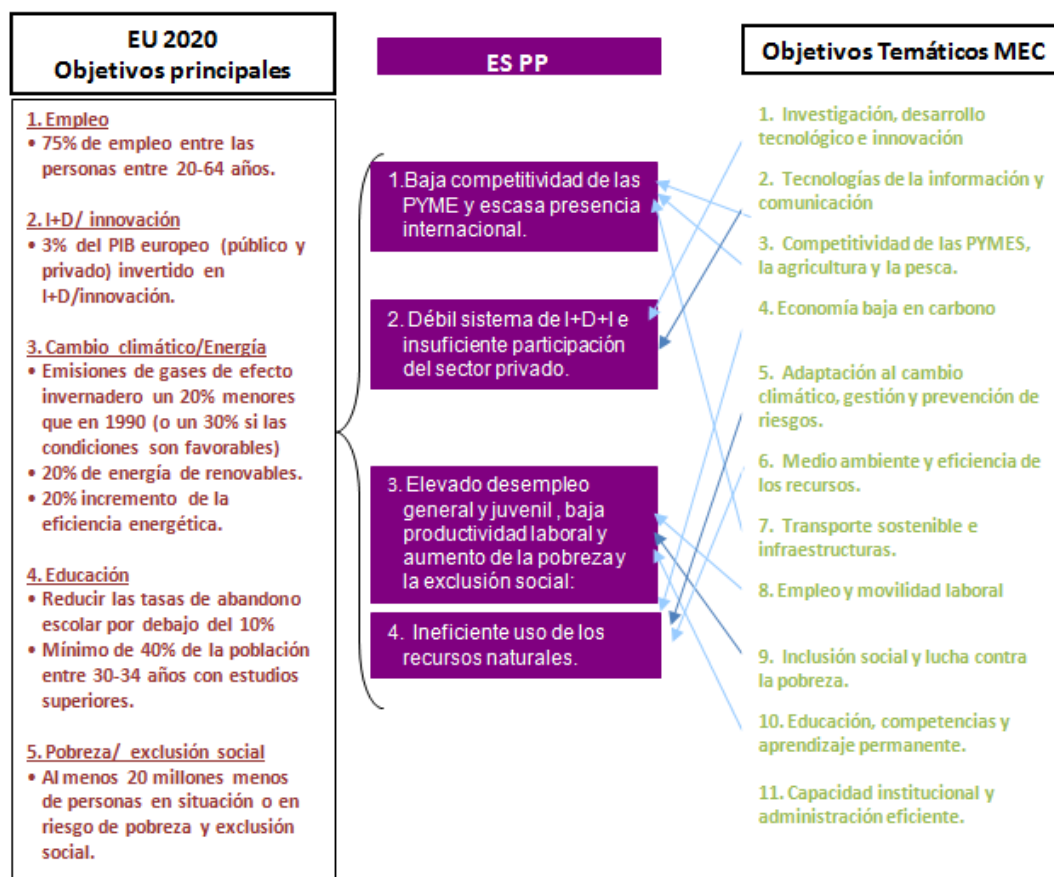 EU 2020
Objetivos principales
1. Empleo
• 75% de empleo entre las
personas entre 20-64 años.
2. I+D/ innovación
• 3% del PIB europeo (público y
privado) invertido en
I+D/innovación.
3. Cambio climático/Energía
• Emisiones de gases de efecto
invernadero un 20% menores
que en 1990 (o un 30% si las
condiciones son favorables)
• 20% de energía de renovables.
• 20% incremento de la
eficiencia energética.
4. Educación
• Reducir las tasas de abandono
escolar por debajo del 10%
• Mínimo de 40% de la población
entre 30-34 años con estudios
superiores.
5. Pobreza/ exclusión social
• Al menos 20 millones menos
de personas en situación o en
riesgo de pobreza y exclusión
social.
ES PP
1.Baja competitividad de las
PYME y escasa presencia
internacional.
2. Débil sistema de I+D+I e
insuficiente participación
del sector privado.
3. Elevado desempleo
general y juvenil , baja
productividad laboral y
aumento de la pobreza y
la exclusión social:
4. Ineficiente uso de los
recursos naturales.
Objetivos Temáticos MEC
1. Investigación, desarrollo
tecnológico e innovación
2. Tecnologías de la información y
comunicación
3. Competitividad de las PYMES,
la agricultura y la pesca.
4. Economía baja en carbono
5. Adaptación al cambio
climático, gestión y prevención de
riesgos.
6. Medio ambiente y eficiencia de
los recursos.
7. Transporte sostenible e
infraestructuras.
8. Empleo y movilidad laboral
9. Inclusión social y lucha contra
la pobreza.
10. Educación, competencias y
aprendizaje permanente.
11. Capacidad institucional y
administración eficiente.